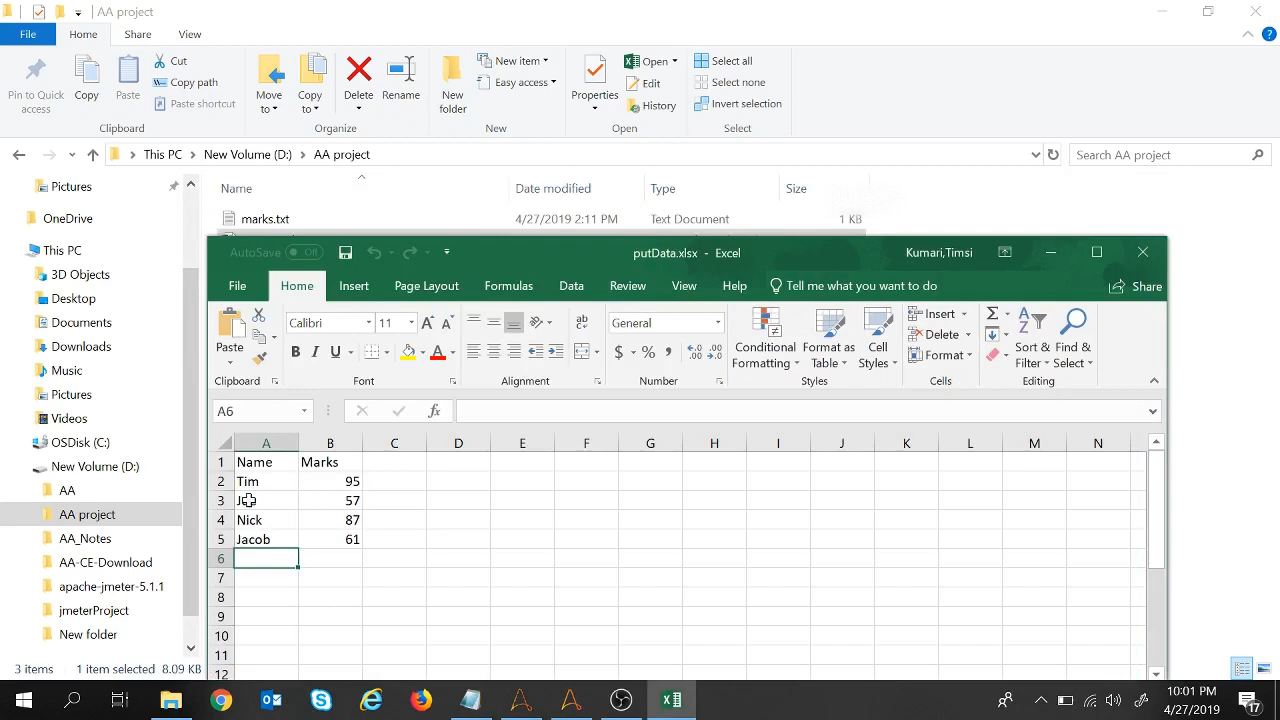 AA project
File Home Share View
Pin to Quick access
Copy
Paste
Cut
Copy path
Paste shortcut
Clipboard
Move to
Copy to
Delete
Rename
Organize
New folder
New item
Easy access
New
Properties
Open
Edit
History
Open
Select all
Select none
Invert selection
Select
This PC > New Volume (D:) > AA project
Search AA project
Name Date modified Type Size
marks.txt 4/27/2019 2:11 PM Text Document 1 KB
Pictures
OneDrive
This PC
3D Objects
Desktop
Documents
Downloads
Music
Pictures
Videos
OSDisk (C:)
New Volume (D:)
AA
AA project
AA_Notes
AA-CE-Download
apache-jmeter-5.1.1
jmeterProject
New folder
3 items 1 item selected 8.09 KB
AutoSave Off
putData.xlsx - Excel
Kumari,Timsi
File Home Insert Page Layout Formulas Data Review View Help Tell me what you want to do Share
Paste
Clipboard
Calibri 11
B I U
Font
Alignment
General
$ % ,
Number
Conditional Formatting
Format as Table
Cell Styles
Styles
Insert
Delete
Format
Cells
Sort & Filter
Find & Select
Editing
A6 fx
A B C D E F G H I J K L M N
1 Name Marks
2 Tim 95
3 57
4 Nick 87
5 Jacob 61
6
7
8
9
10
11
12
10:01 PM
4/27/2019
17